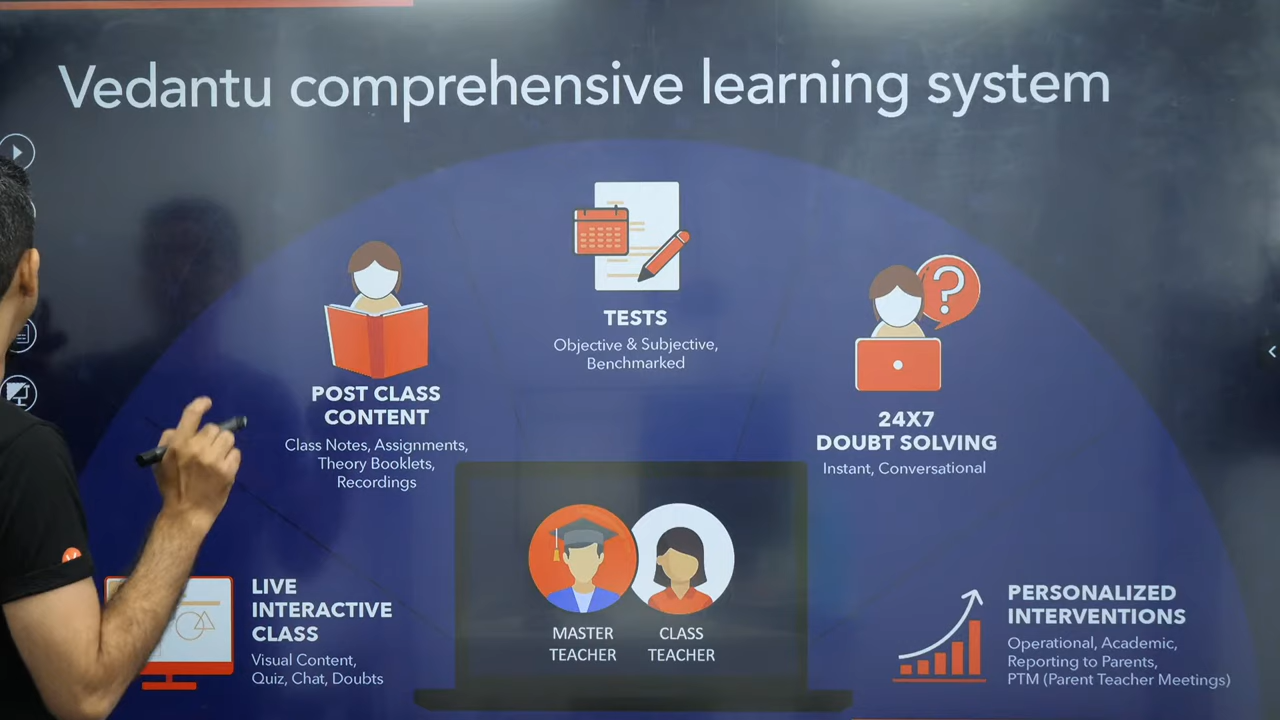 Vedantu comprehensive learning system
TESTS
Objective & Subjective,
Benchmarked
POST CLASS
CONTENT
Class Notes, Assignments,
Theory Booklets,
Recordings
24X7
DOUBT SOLVING
Instant, Conversational
LIVE
INTERACTIVE
CLASS
Visual Content,
Quiz, Chat, Doubts
MASTER
TEACHER
CLASS
TEACHER
PERSONALIZED
INTERVENTIONS
Operational, Academic,
Reporting to Parents,
PTM (Parent Teacher Meetings)